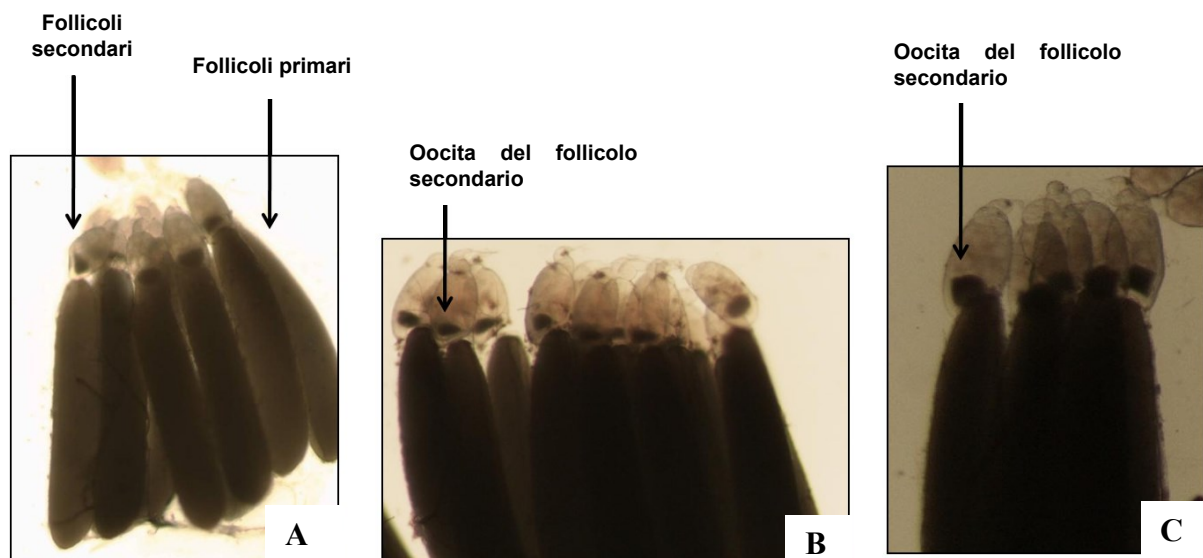 Follicoli
secondari
Follicoli primari
Oocita del follicolo
secondario
Oocita del follicolo
secondario
A
B
C